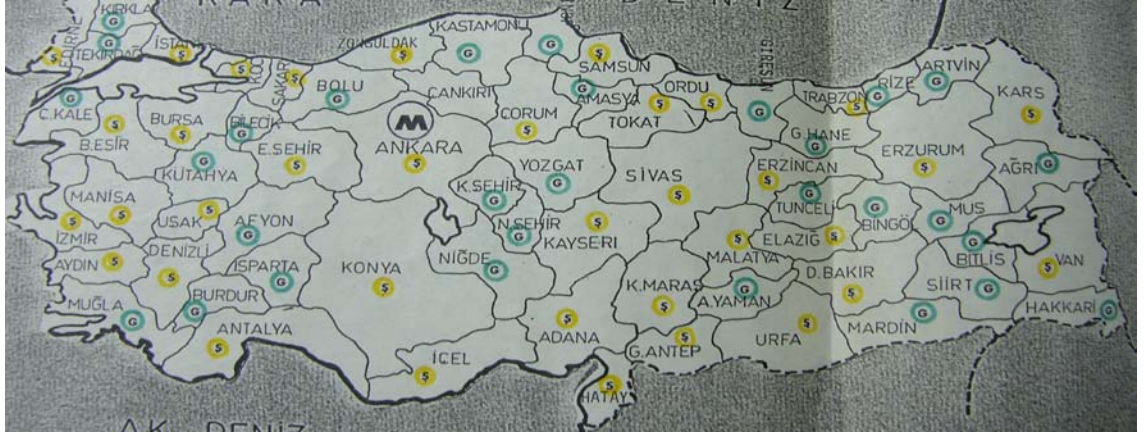 KARA DENİZ
KIRKLA
G
KASTAMONU
G
G
EDİRNE
Ş
TEKİRDAĞ
G
İSTAN
Ş
ZONGULDAK
Ş
Ş
SAMSUN
GİRESUN
G
ARTVİN
G
KOC
Ş
SAKAR
Ş
BOLU
G
ÇANKIRI
G
AMASYA
ORDU
Ş
Ş
TRABZON
Ş
RİZE
G
KARS
Ş
G
Ç.KALE
BURSA
Ş
BİLECİK
G
M
ÇORUM
Ş
TOKAT
G.HANE
G
B.ESİR
Ş
E.ŞEHİR
Ş
ANKARA
Ş
ERZURUM
Ş
KÜTAHYA
G
YOZGAT
G
SİVAS
Ş
ERZİNCAN
Ş
AĞRI
G
MANİSA
Ş
K.ŞEHİR
G
TUNCELİ
G
BİNGÖL
G
MUŞ
G
UŞAK
Ş
AFYON
G
N.ŞEHİR
G
KAYSERİ
Ş
İZMİR
Ş
ELAZIĞ
Ş
MALATYA
Ş
BİTLİS
G
DENİZLİ
Ş
AYDIN
Ş
ISPARTA
G
KONYA
Ş
NİĞDE
G
D.BAKIR
Ş
VAN
Ş
K.MARAŞ
Ş
A.YAMAN
G
SİİRT
G
MUĞLA
G
BURDUR
G
HAKKARİ
G
ANTALYA
Ş
ADANA
Ş
G.ANTEP
Ş
URFA
Ş
MARDİN
G
İÇEL
Ş
HATAY
Ş
AK DENİZ